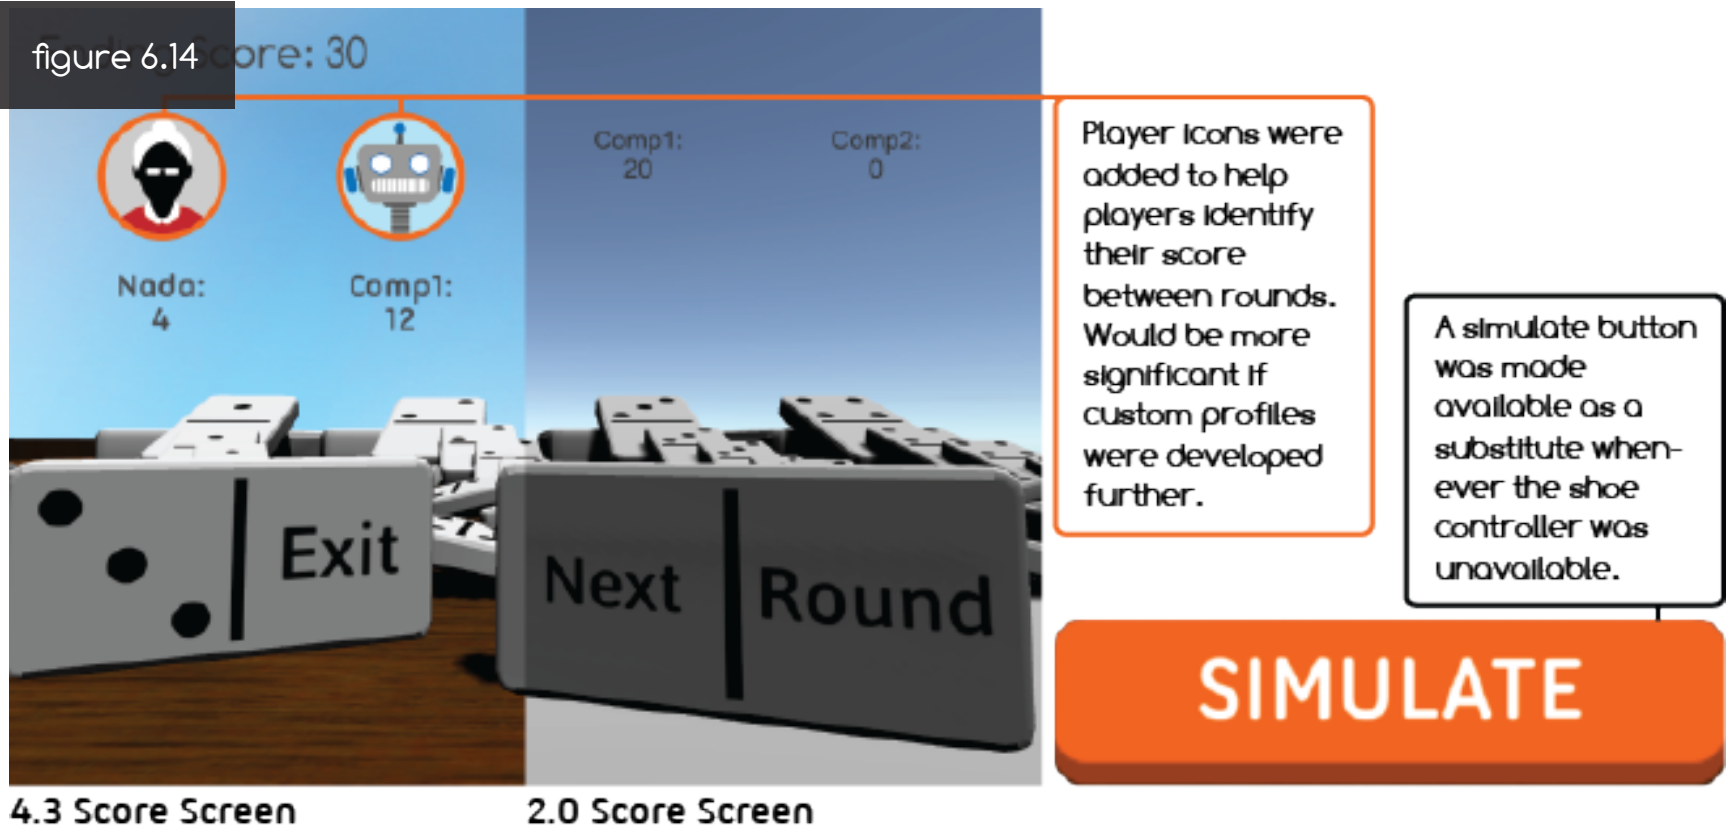 figure 6.14
core: 30
Nada:
4
Comp1:
12
Comp1:
20
Comp2:
0
Exit
Next Round
Player icons were
added to help
players identify
their score
between rounds.
Would be more
significant if
custom profiles
were developed
further.
A simulate button
was made
available as a
substitute when-
ever the shoe
controller was
unavailable.
SIMULATE
4.3 Score Screen
2.0 Score Screen